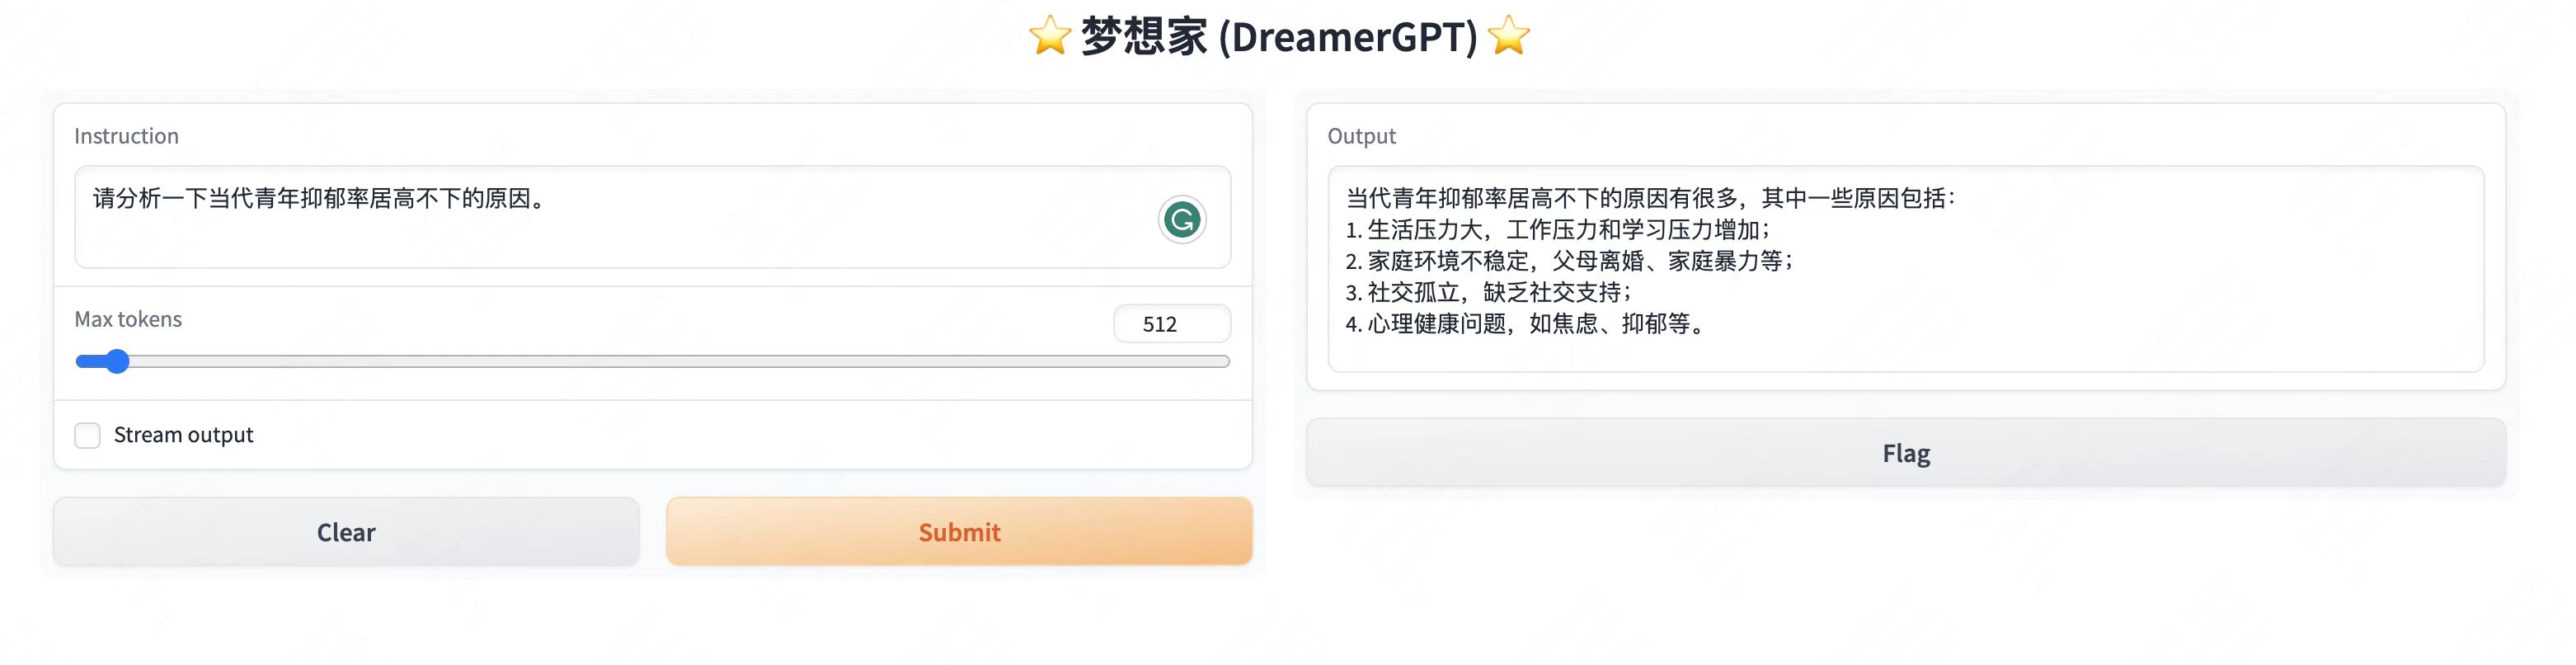 ⭐ 梦想家 (DreamerGPT) ⭐
Instruction
请分析一下当代青年抑郁率居高不下的原因。
Max tokens
512
Stream output
Clear
Submit
Output
当代青年抑郁率居高不下的原因有很多，其中一些原因包括：
1. 生活压力大，工作压力和学习压力增加；
2. 家庭环境不稳定，父母离婚、家庭暴力等；
3. 社交孤立，缺乏社交支持；
4. 心理健康问题，如焦虑、抑郁等。
Flag